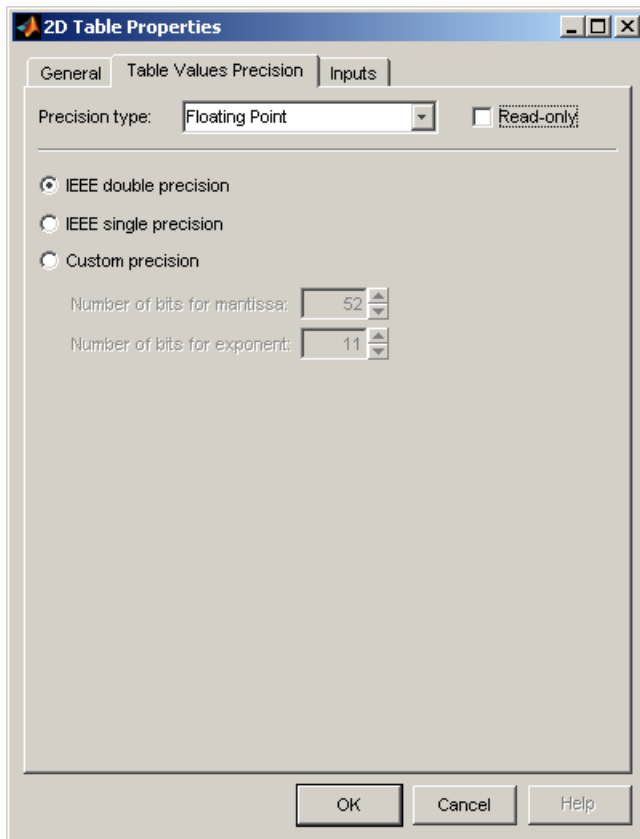 2D Table Properties
General Table Values Precision Inputs
Precision type: Floating Point Read-only
IEEE double precision
IEEE single precision
Custom precision
Number of bits for mantissa: 52
Number of bits for exponent: 11
OK Cancel Help